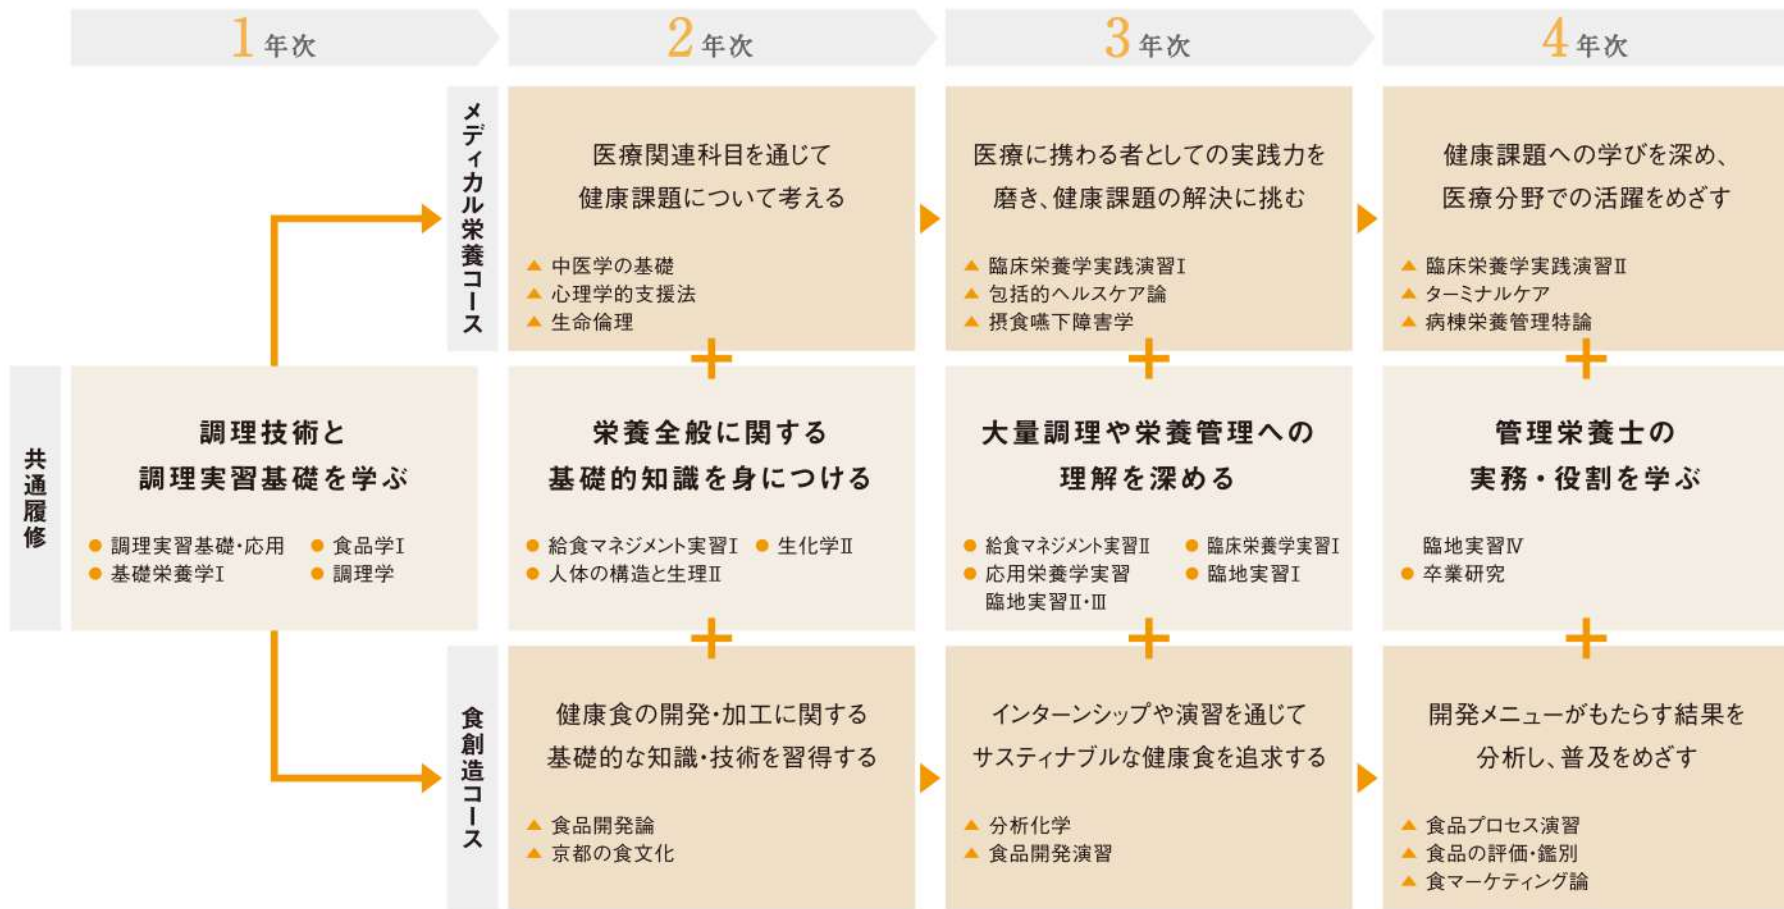 1 年次
2 年次
3 年次
4 年次
メディカル栄養コース
医療関連科目を通じて
健康課題について考える
▲ 中医学の基礎
▲ 心理学的支援法
▲ 生命倫理
医療に携わる者としての実践力を
磨き、健康課題の解決に挑む
▲ 臨床栄養学実践演習Ⅰ
▲ 包括的ヘルスケア論
▲ 摂食嚥下障害学
健康課題への学びを深め、
医療分野での活躍をめざす
▲ 臨床栄養学実践演習Ⅱ
▲ ターミナルケア
▲ 病棟栄養管理特論
共通履修
調理技術と
調理実習基礎を学ぶ
● 調理実習基礎・応用 ● 食品学Ⅰ
● 基礎栄養学Ⅰ ● 調理学
栄養全般に関する
基礎的知識を身につける
● 給食マネジメント実習Ⅰ ● 生化学Ⅱ
● 人体の構造と生理Ⅱ
大量調理や栄養管理への
理解を深める
● 給食マネジメント実習Ⅱ ● 臨床栄養学実習Ⅰ
● 応用栄養学実習 ● 臨地実習Ⅰ
臨地実習Ⅱ・Ⅲ
管理栄養士の
実務・役割を学ぶ
臨地実習Ⅳ
● 卒業研究
食創造コース
健康食の開発・加工に関する
基礎的な知識・技術を習得する
▲ 食品開発論
▲ 京都の食文化
インターンシップや演習を通じて
サスティナブルな健康食を追求する
▲ 分析化学
▲ 食品開発演習
開発メニューがもたらす結果を
分析し、普及をめざす
▲ 食品プロセス演習
▲ 食品の評価・鑑別
▲ 食マーケティング論